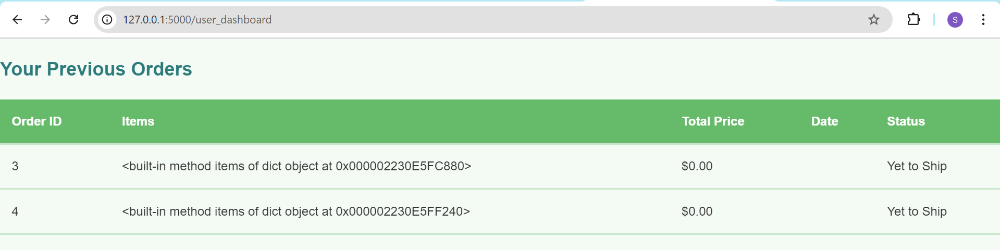 127.0.0.1:5000/user_dashboard
S
Your Previous Orders
Order ID Items Total Price Date Status
3 <built-in method items of dict object at 0x000002230E5FC880> $0.00 Yet to Ship
4 <built-in method items of dict object at 0x000002230E5FF240> $0.00 Yet to Ship